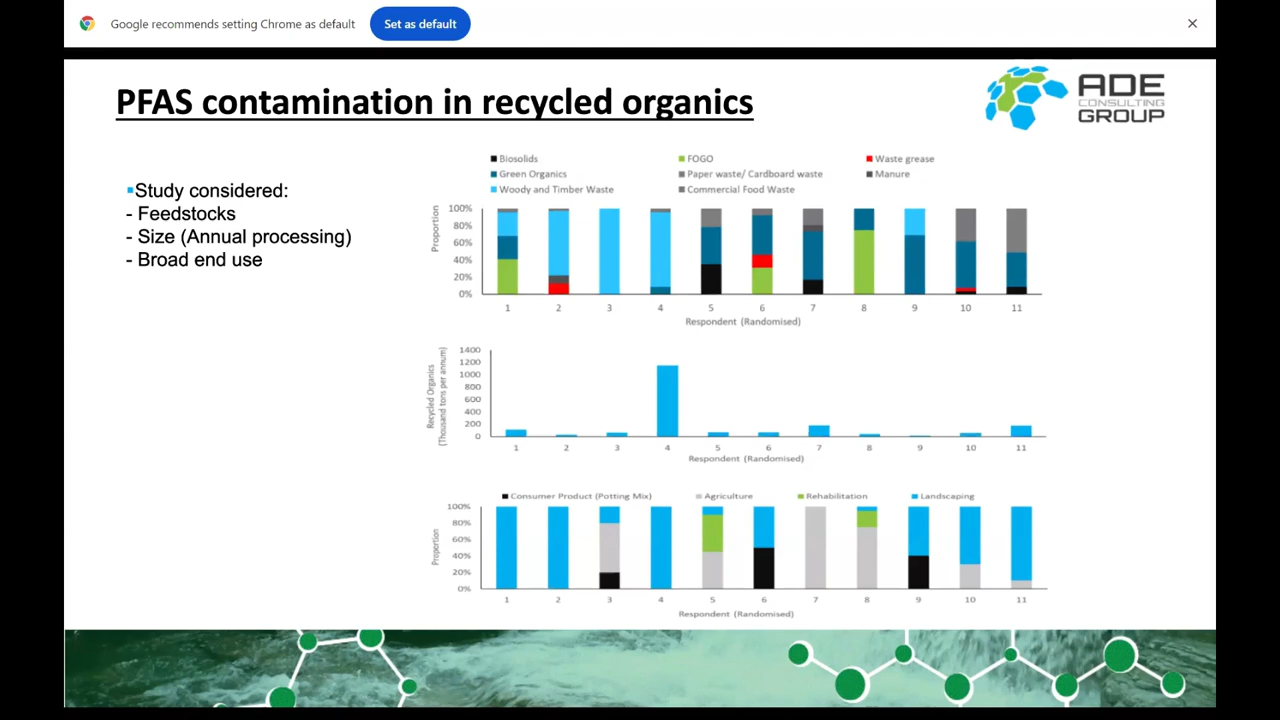 Google recommends setting Chrome as default
Set as default
PFAS contamination in recycled organics
ADE
CONSULTING
GROUP
Study considered:
- Feedstocks
- Size (Annual processing)
- Broad end use
Biosolids
FOGO
Waste grease
Green Organics
Paper waste/ Cardboard waste
Manure
Woody and Timber Waste
Commercial Food Waste
Proportion
100%
80%
60%
40%
20%
0%
1 2 3 4 5 6 7 8 9 10 11
Respondent (Randomised)
Recycled Organics
(Thousand tons per annum)
1400
1200
1000
800
600
400
200
0
1 2 3 4 5 6 7 8 9 10 11
Respondent (Randomised)
Consumer Product (Potting Mix)
Agriculture
Rehabilitation
Landscaping
Proportion
100%
80%
60%
40%
20%
0%
1 2 3 4 5 6 7 8 9 10 11
Respondent (Randomised)